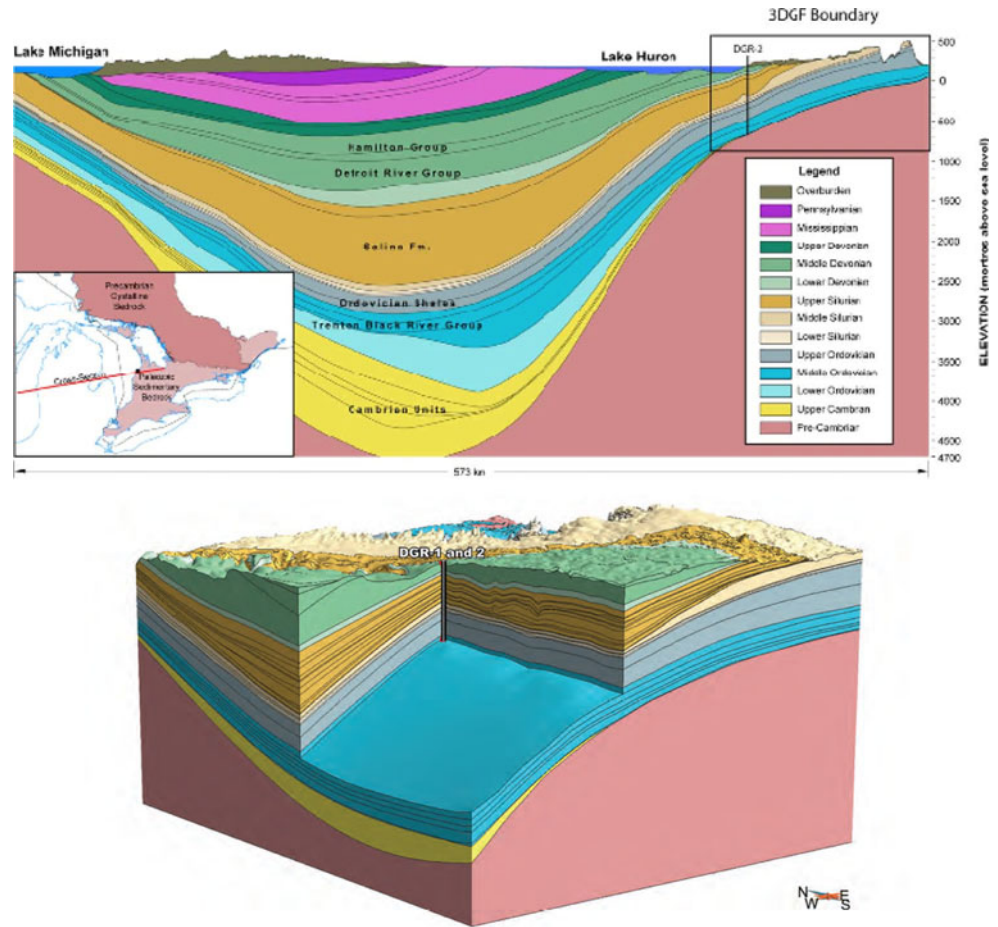 3DGF Boundary
Lake Michigan
Lake Huron
DGR-2
500
0
500
1000
1500
2000
2500
3000
3500
4000
4500
4700
ELEVATION (metres above sea level)
Hamilton Group
Detroit River Group
Salina Fm.
Ordovician Shales
Trenton Black River Group
Cambrian Units
Legend
Overburden
Pennsylvanian
Mississippian
Upper Devonian
Middle Devonian
Lower Devonian
Upper Silurian
Middle Silurian
Lower Silurian
Upper Ordovician
Middle Ordovician
Lower Ordovician
Upper Cambrian
Pre-Cambrian
Precambrian
Crystalline
Bedrock
Cross-Section
Paleozoic
Sedimentary
Bedrock
573 km
DGR-1 and 2
N
E
W
S